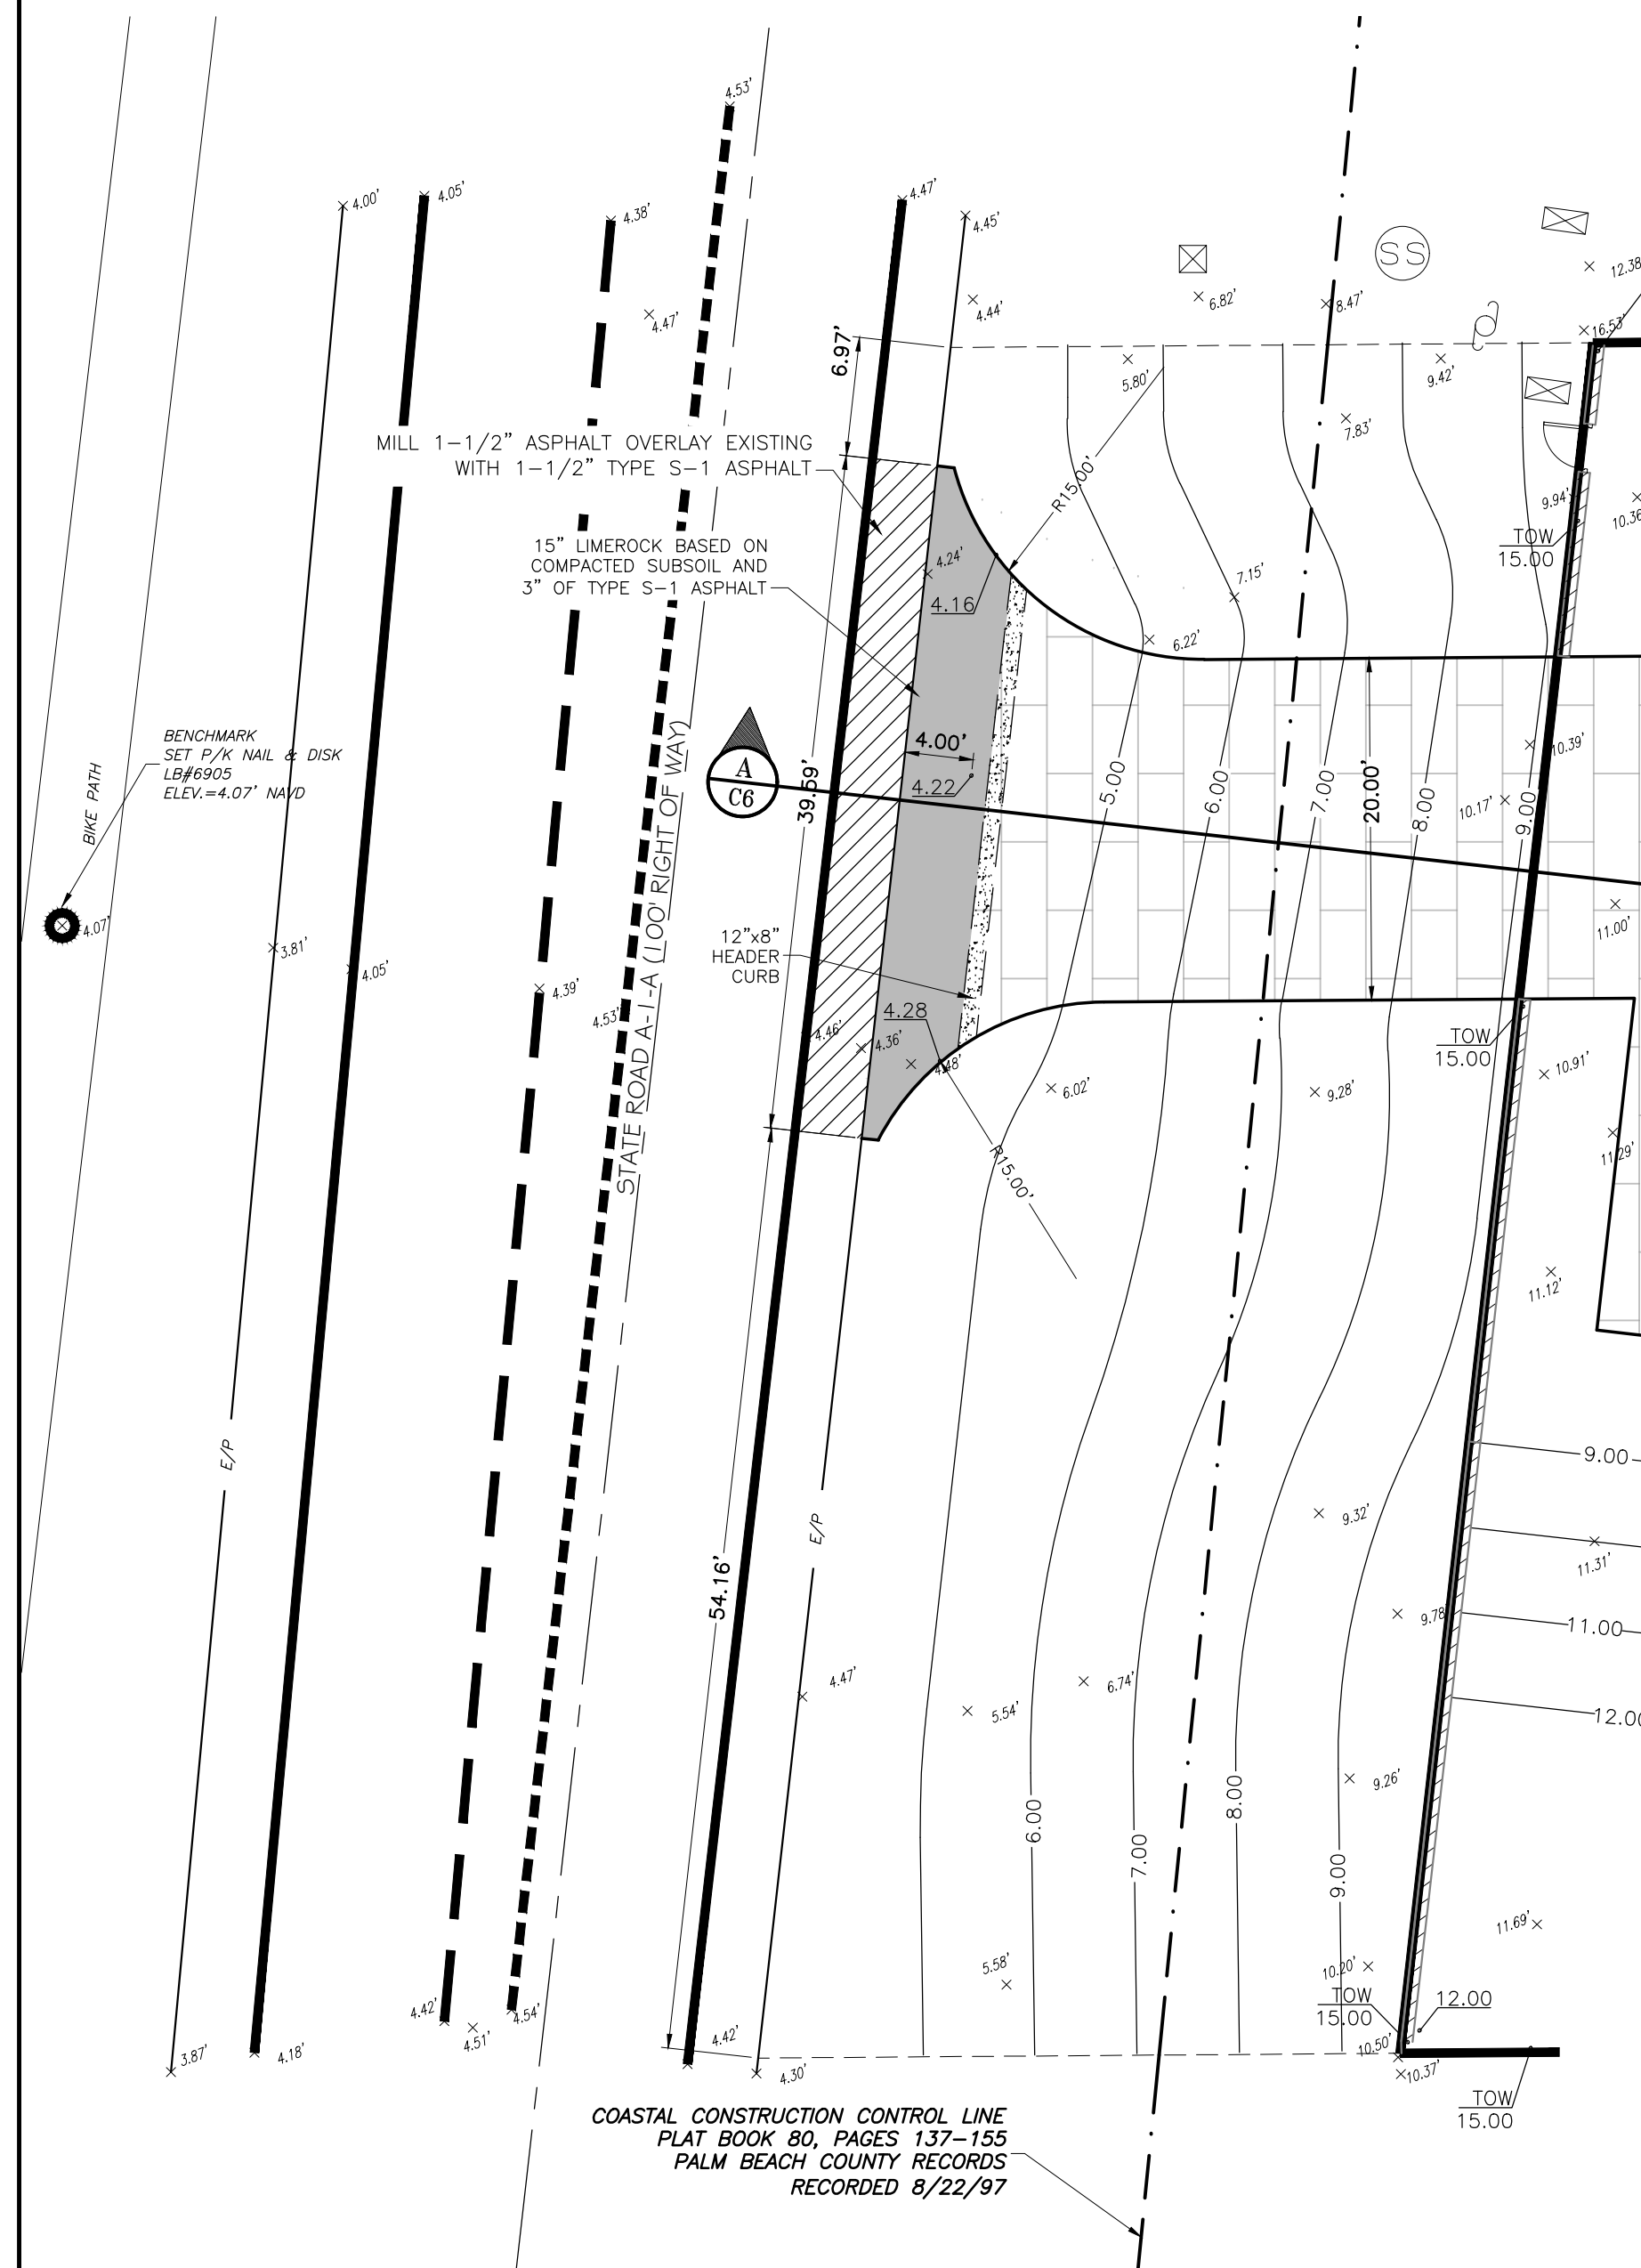 4.53'
4.00'
4.05'
4.38'
4.47'
4.47'
4.45'
4.44'
6.82'
8.47'
SS
12.38
16.53'
6.97'
5.80'
9.42'
7.83'
MILL 1-1/2" ASPHALT OVERLAY EXISTING
WITH 1-1/2" TYPE S-1 ASPHALT
R15.00'
9.94'
10.36
TOW
15.00
15" LIMEROCK BASED ON
COMPACTED SUBSOIL AND
3" OF TYPE S-1 ASPHALT
4.24'
4.16
7.15'
6.22'
BENCHMARK
SET P/K NAIL & DISK
LB#6905
ELEV.=4.07' NAVD
BIKE PATH
4.07'
A
C6
39.59'
4.00'
4.22
5.00
6.00
7.00
20.00'
8.00
9.00
10.39'
10.17'
11.00'
3.81'
4.05'
4.39'
4.53'
STATE ROAD A-1-A (100' RIGHT OF WAY)
12"x8"
HEADER
CURB
4.28
4.46'
4.36'
4.48'
6.02'
9.28'
TOW
15.00
10.91'
11.29'
R15.00'
11.12'
E/P
E/P
9.00
9.32'
11.31'
54.16'
9.78
11.00
4.47'
5.54'
6.74'
12.00
9.26'
6.00
7.00
8.00
9.00
11.69'
5.58'
10.20'
TOW
15.00
12.00
3.87'
4.18'
4.42'
4.51'
4.54'
4.42'
4.30'
10.50'
10.37'
TOW
15.00
COASTAL CONSTRUCTION CONTROL LINE
PLAT BOOK 80, PAGES 137-155
PALM BEACH COUNTY RECORDS
RECORDED 8/22/97